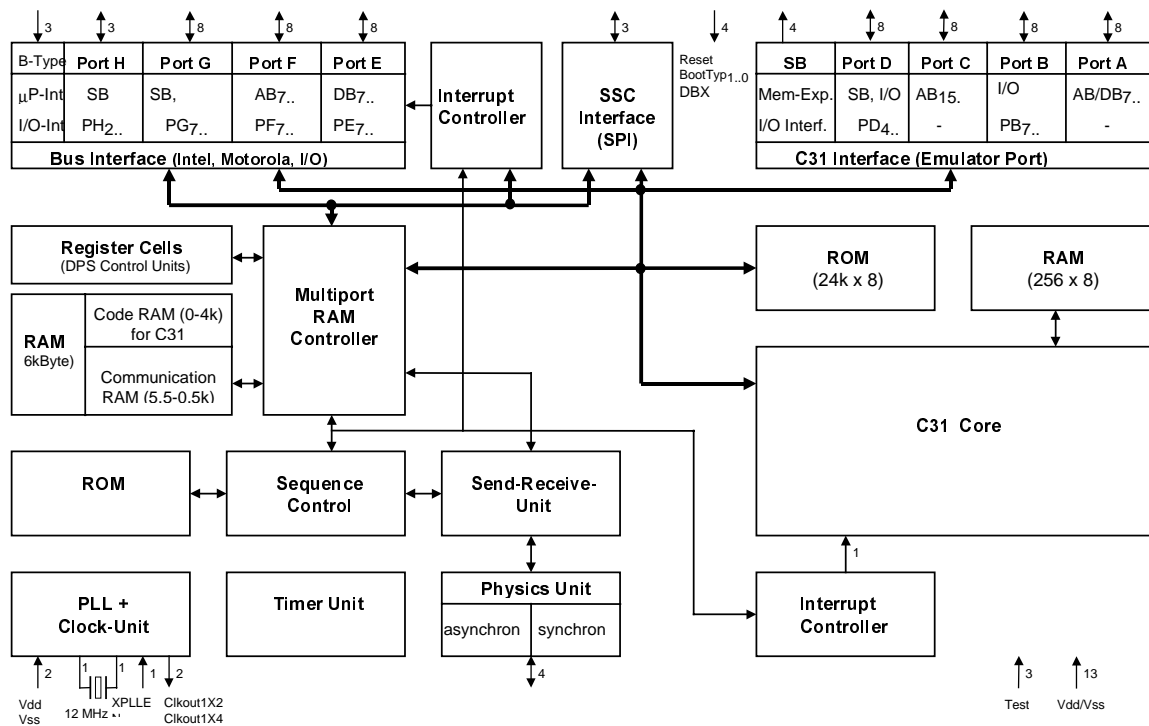 3 3 8 8 8 3 4 4 8 8 8 8
B-Type Port H Port G Port F Port E
μP-Int SB SB, AB7.. DB7..
I/O-Int PH2.. PG7.. PF7.. PE7..
Bus Interface (Intel, Motorola, I/O)
Interrupt
Controller
SSC
Interface
(SPI)
Reset
BootTyp1..0
DBX
SB Port D Port C Port B Port A
Mem-Exp. SB, I/O AB15. I/O AB/DB7..
I/O Interf. PD4.. - PB7.. -
C31 Interface (Emulator Port)
Register Cells
(DPS Control Units)
Multiport
RAM
Controller
ROM
(24k x 8)
RAM
(256 x 8)
RAM
6kByte)
Code RAM (0-4k)
for C31
Communication
RAM (5.5-0.5k)
C31 Core
ROM
Sequence
Control
Send-Receive-
Unit
1
PLL +
Clock-Unit
Timer Unit
Physics Unit
asynchron synchron
Interrupt
Controller
2 1 1 1 2 4 3 13
Vdd
Vss
12 MHz
XPLLE
Clkout1X2
Clkout1X4
Test
Vdd/Vss